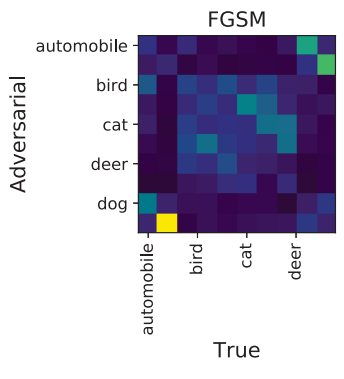 FGSM
Adversarial
automobile
bird
cat
deer
dog
automobile
bird
cat
deer
True